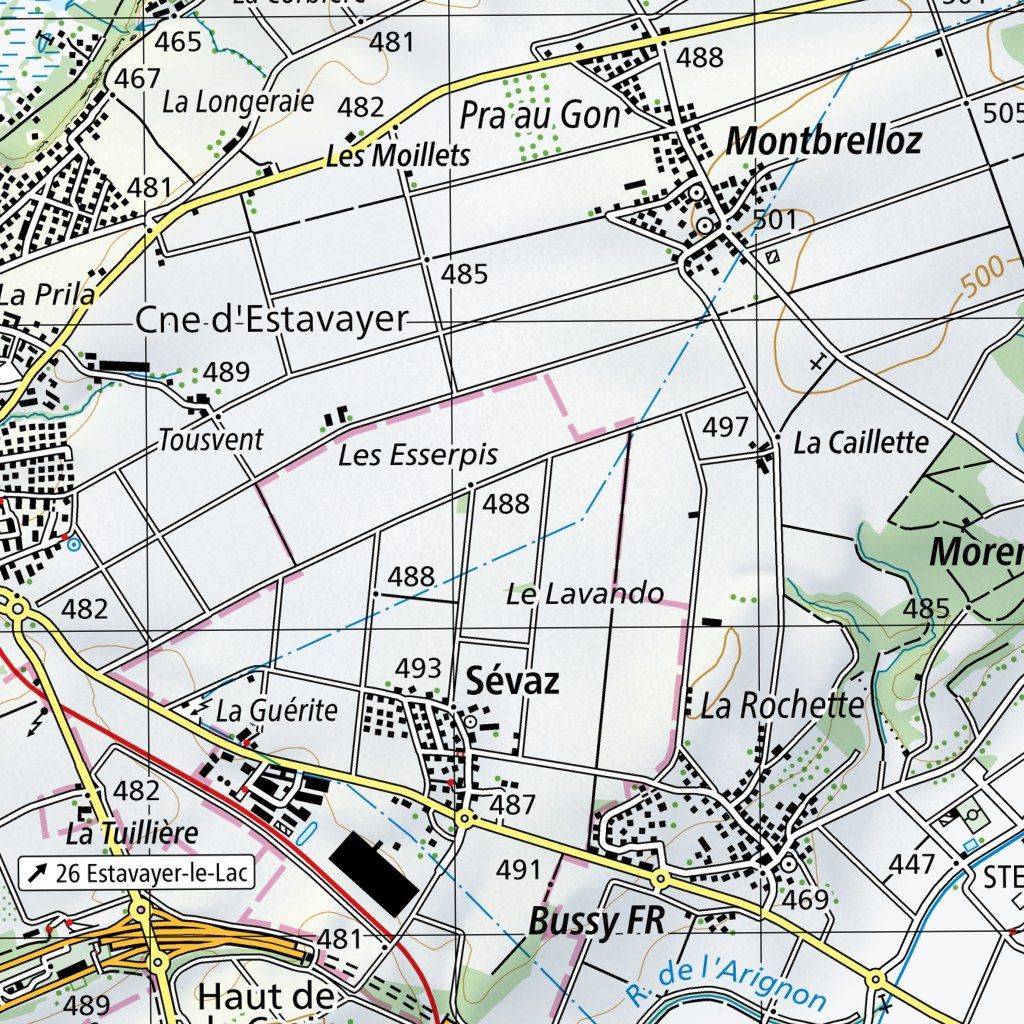 465
481
488
467
La Longeraie
482
Pra au Gon
505
Montbrelloz
Les Moillets
481
501
485
500
La Prila
Cne d'Estavayer
489
Tousvent
497
La Caillette
Les Esserpis
488
488
Le Lavando
482
485
493
Sévaz
La Guérite
La Rochette
482
487
La Tuillière
26 Estavayer-le-Lac
491
447
469
Bussy FR
481
R. de l'Arignon
489
Haut de